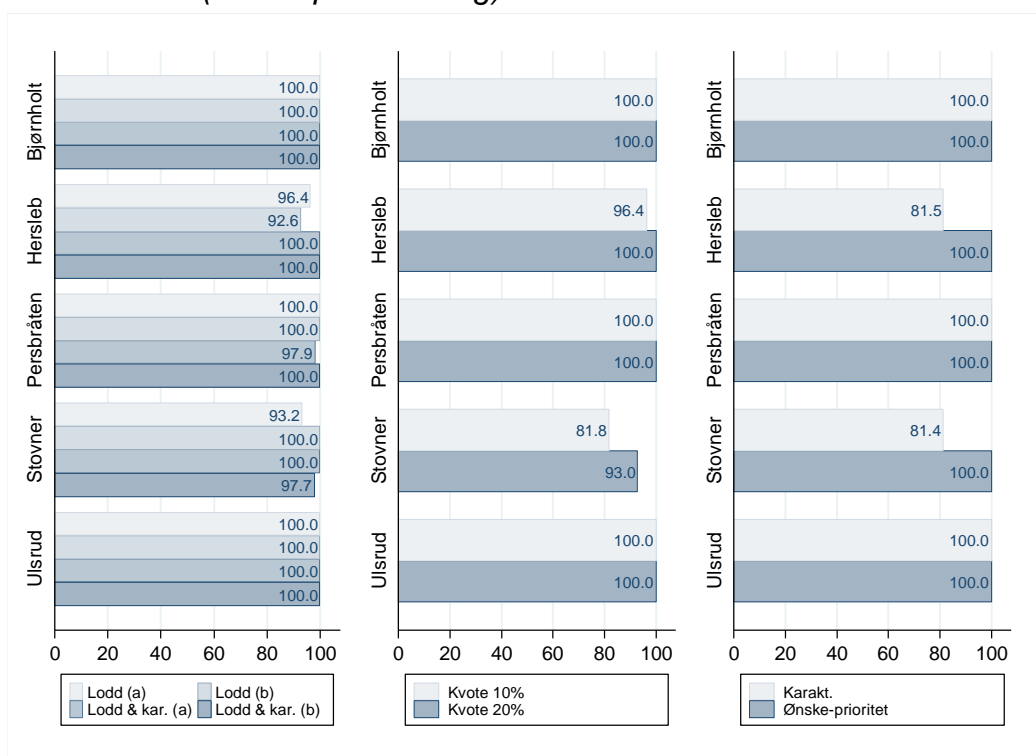 Bjørnholt
100.0
100.0
100.0
100.0
Hersleb
96.4
92.6
100.0
100.0
Persbråten
100.0
100.0
97.9
100.0
Stovner
93.2
100.0
100.0
97.7
Ulsrud
100.0
100.0
100.0
100.0
0 20 40 60 80 100
Lodd (a) Lodd (b)
Lodd & kar. (a) Lodd & kar. (b)
Bjørnholt
100.0
100.0
Hersleb
96.4
100.0
Persbråten
100.0
100.0
Stovner
81.8
93.0
Ulsrud
100.0
100.0
0 20 40 60 80 100
Kvote 10%
Kvote 20%
Bjørnholt
100.0
100.0
Hersleb
81.5
100.0
Persbråten
100.0
100.0
Stovner
81.4
100.0
Ulsrud
100.0
100.0
0 20 40 60 80 100
Karakt.
Ønske-prioritet